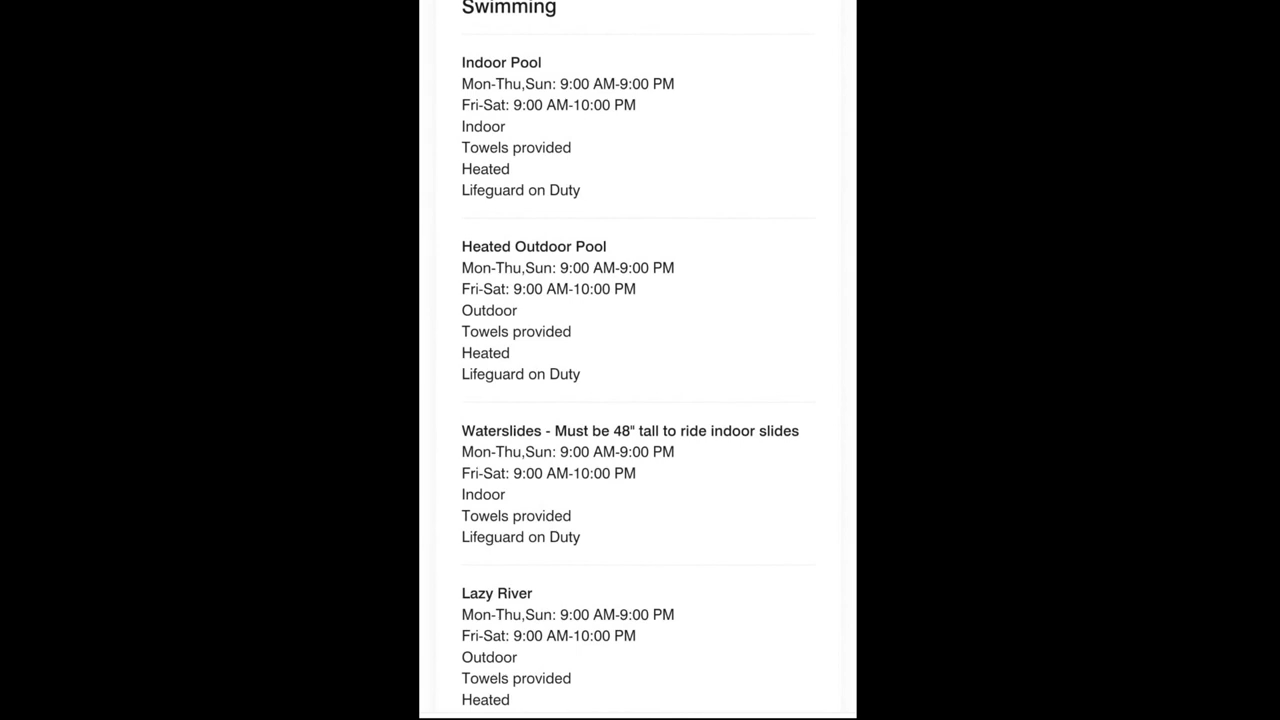 Swimming
Indoor Pool
Mon-Thu,Sun: 9:00 AM-9:00 PM
Fri-Sat: 9:00 AM-10:00 PM
Indoor
Towels provided
Heated
Lifeguard on Duty
Heated Outdoor Pool
Mon-Thu,Sun: 9:00 AM-9:00 PM
Fri-Sat: 9:00 AM-10:00 PM
Outdoor
Towels provided
Heated
Lifeguard on Duty
Waterslides - Must be 48" tall to ride indoor slides
Mon-Thu,Sun: 9:00 AM-9:00 PM
Fri-Sat: 9:00 AM-10:00 PM
Indoor
Towels provided
Lifeguard on Duty
Lazy River
Mon-Thu,Sun: 9:00 AM-9:00 PM
Fri-Sat: 9:00 AM-10:00 PM
Outdoor
Towels provided
Heated